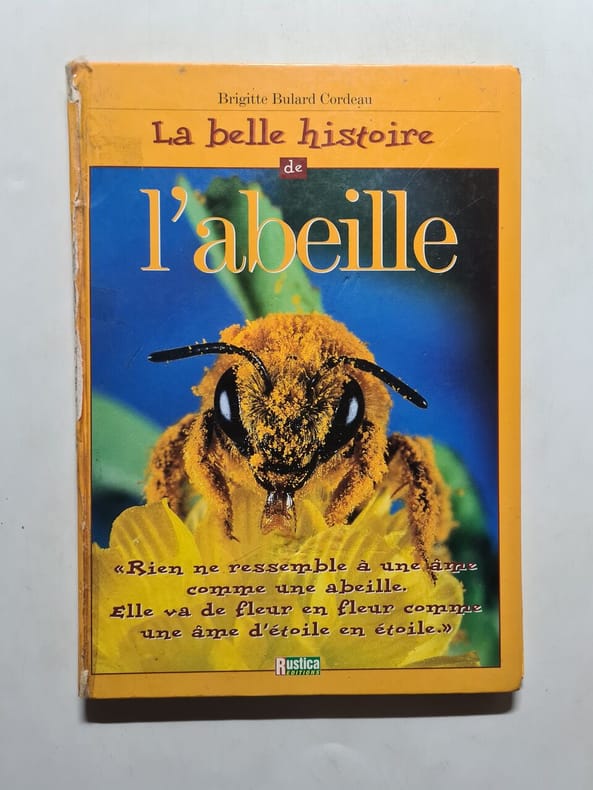 Brigitte Bulard Cordeau
La belle histoire
de
l'abeille
«Rien ne ressemble à une âme
comme une abeille.
Elle va de fleur en fleur comme
une âme d'étoile en étoile.»
Rustica
EDITIONS